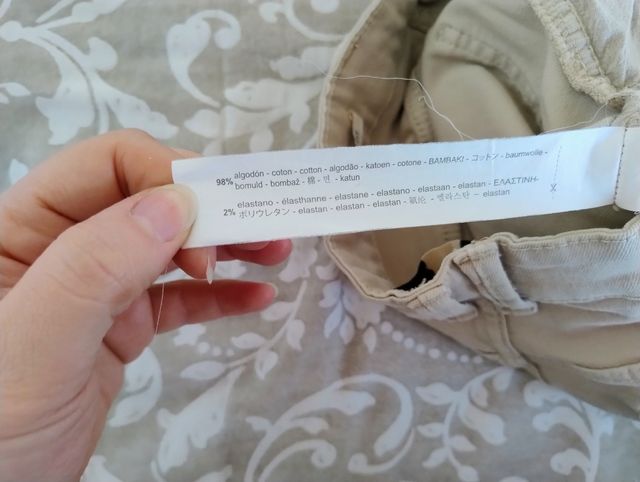 98% algodón - coton - cotton - algodão - katoen - cotone - BAMBAKI - コットン - baumwolle -
bomuld - bombaž - 棉 - 면 - katun
elastano - élasthanne - elastane - elastano - elastaan - elastan - ΕΛΑΣΤΙΝΗ-
2% ポリウレタン - elastan - elastan - elastan - 氨纶 - 엘라스탄 - elastan